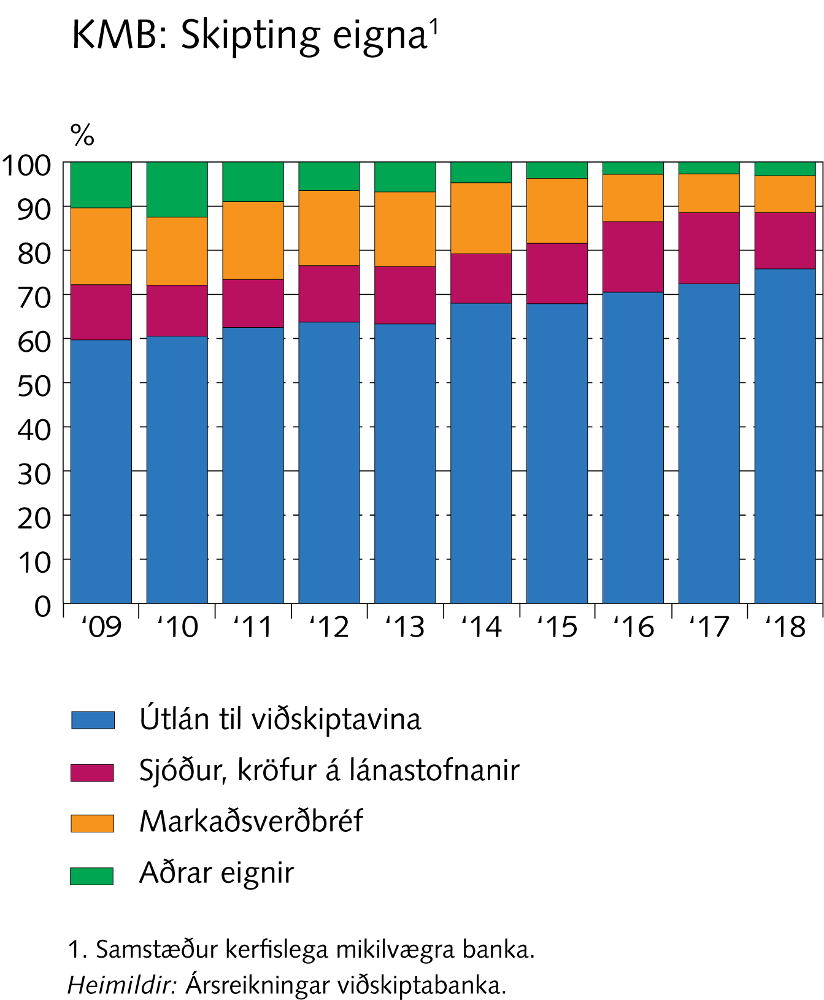 KMB: Skipting eigna¹
%
100
90
80
70
60
50
40
30
20
10
0
‘09 ‘10 ‘11 ‘12 ‘13 ‘14 ‘15 ‘16 ‘17 ‘18
Útlán til viðskiptavina
Sjóður, kröfur á lánastofnanir
Markaðsverðbréf
Aðrar eignir
1. Samstæður kerfislega mikilvægra banka.
Heimildir: Ársreikningar viðskiptabanka.